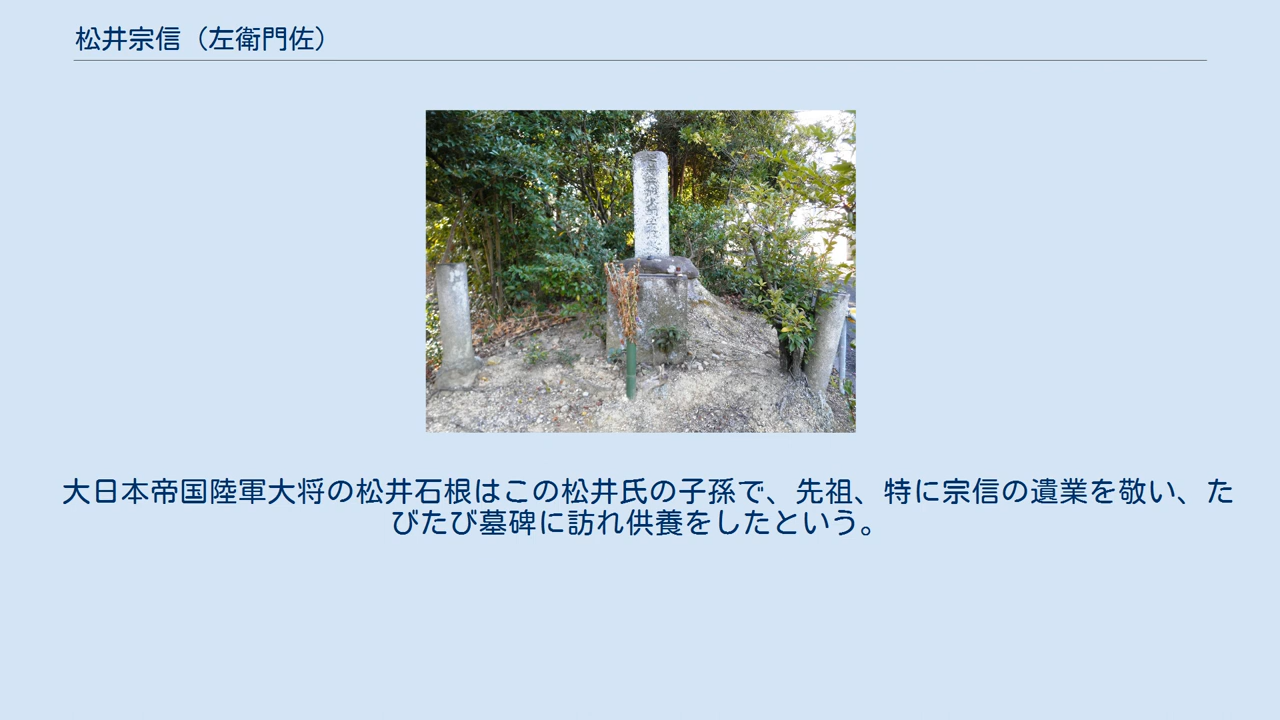 松井宗信（左衛門佐）
大日本帝国陸軍大将の松井石根はこの松井氏の子孫で、先祖、特に宗信の遺業を敬い、た
びたび墓碑に訪れ供養をしたという。